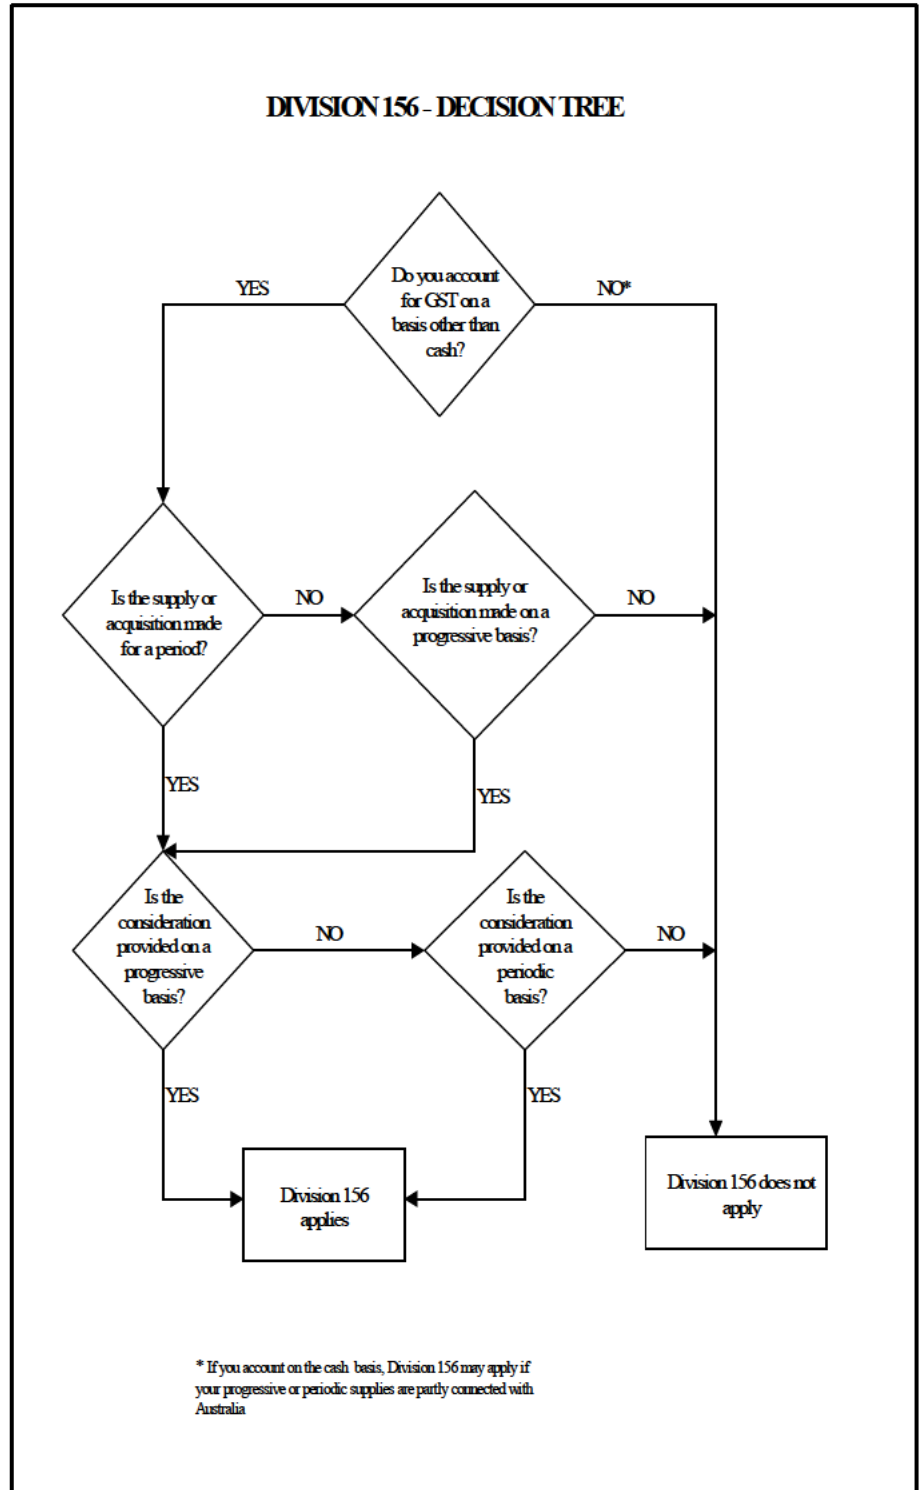 DIVISION 156 - DECISION TREE
Do you account
for GST on a
basis other than
cash?
YES
NO*
Is the supply or
acquisition made
for a period?
NO
Is the supply or
acquisition made on a
progressive basis?
NO
YES
YES
Is the
consideration
provided on a
progressive
basis?
NO
Is the
consideration
provided on a
periodic
basis?
NO
YES
YES
Division 156
applies
Division 156 does not
apply
* If you account on the cash basis, Division 156 may apply if
your progressive or periodic supplies are partly connected with
Australia